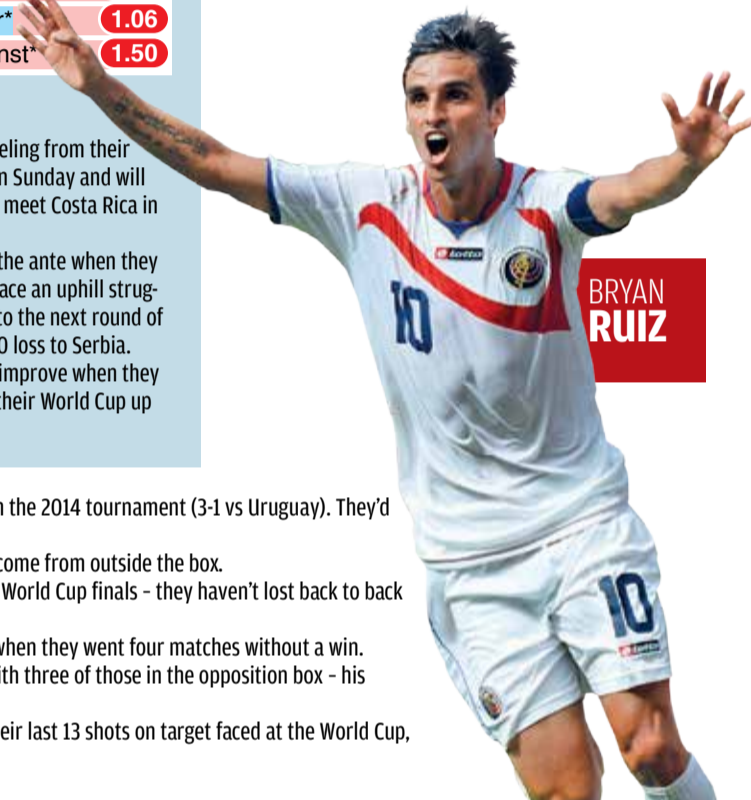 1.06
1.50
eling from their
n Sunday and will
meet Costa Rica in
the ante when they
ace an uphill strug-
to the next round of
0 loss to Serbia.
improve when they
their World Cup up
lotto
10
BRYAN
RUIZ
n the 2014 tournament (3-1 vs Uruguay). They’d
come from outside the box.
World Cup finals – they haven’t lost back to back
when they went four matches without a win.
ith three of those in the opposition box – his
eir last 13 shots on target faced at the World Cup,
10
lotto